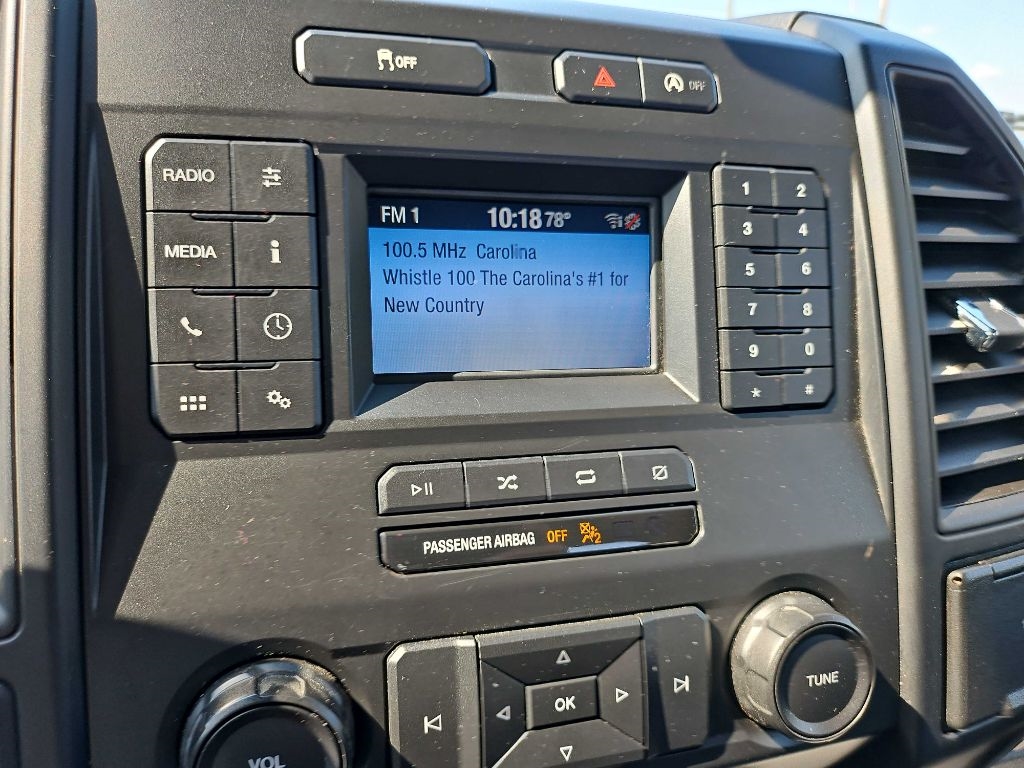 OFF
OFF
RADIO
MEDIA
FM 1 10:18 78°
100.5 MHz Carolina
Whistle 100 The Carolina's #1 for
New Country
1 2
3 4
5 6
7 8
9 0
* #
PASSENGER AIRBAG OFF 2
OK
VOL
TUNE